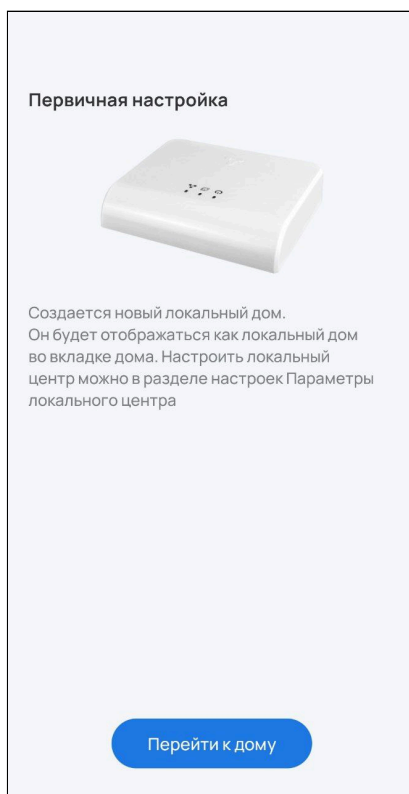 Первичная настройка
Создается новый локальный дом.
Он будет отображаться как локальный дом
во вкладке дома. Настроить локальный
центр можно в разделе настроек Параметры
локального центра
Перейти к дому